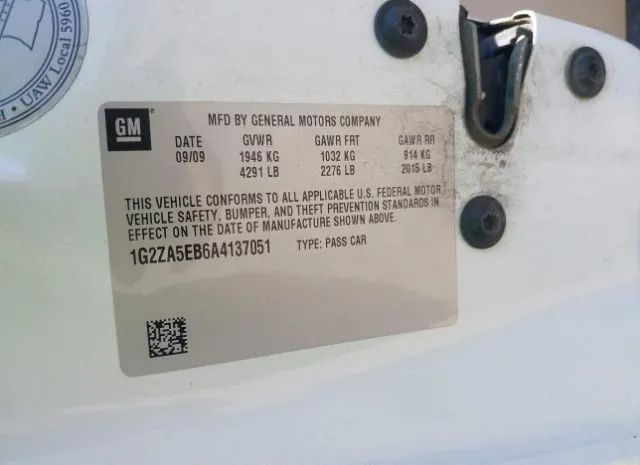 UAW Local 5960
GM
MFD BY GENERAL MOTORS COMPANY
DATE GVWR GAWR FRT GAWR RR
09/09 1946 KG 1032 KG 914 KG
4291 LB 2276 LB 2015 LB
THIS VEHICLE CONFORMS TO ALL APPLICABLE U.S. FEDERAL MOTOR
VEHICLE SAFETY, BUMPER, AND THEFT PREVENTION STANDARDS IN
EFFECT ON THE DATE OF MANUFACTURE SHOWN ABOVE.
1G2ZA5EB6A4137051 TYPE: PASS CAR